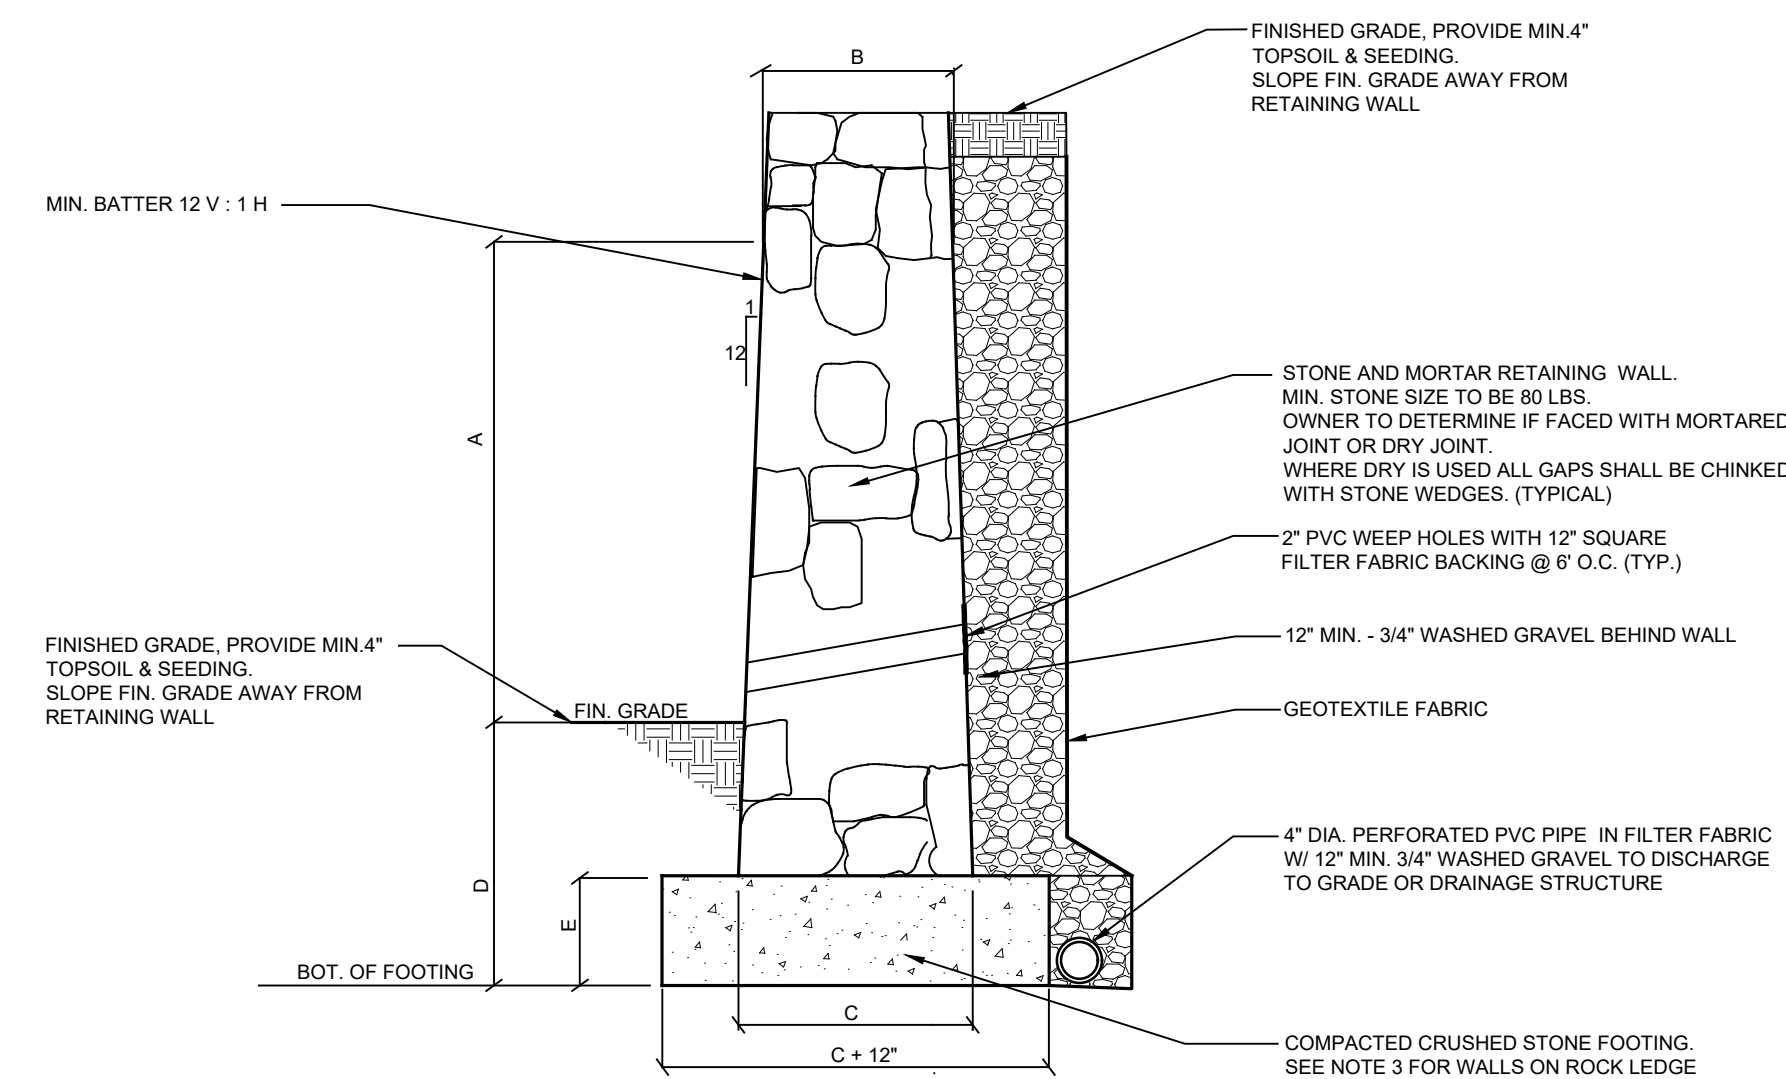 FINISHED GRADE, PROVIDE MIN.4"
TOPSOIL & SEEDING.
SLOPE FIN. GRADE AWAY FROM
RETAINING WALL
B
MIN. BATTER 12 V : 1 H
1
12
A
STONE AND MORTAR RETAINING WALL.
MIN. STONE SIZE TO BE 80 LBS.
OWNER TO DETERMINE IF FACED WITH MORTARED
JOINT OR DRY JOINT.
WHERE DRY IS USED ALL GAPS SHALL BE CHINKED
WITH STONE WEDGES. (TYPICAL)
2" PVC WEEP HOLES WITH 12" SQUARE
FILTER FABRIC BACKING @ 6' O.C. (TYP.)
12" MIN. - 3/4" WASHED GRAVEL BEHIND WALL
FINISHED GRADE, PROVIDE MIN.4"
TOPSOIL & SEEDING.
SLOPE FIN. GRADE AWAY FROM
RETAINING WALL
FIN. GRADE
GEOTEXTILE FABRIC
4" DIA. PERFORATED PVC PIPE IN FILTER FABRIC
W/ 12" MIN. 3/4" WASHED GRAVEL TO DISCHARGE
TO GRADE OR DRAINAGE STRUCTURE
D
E
BOT. OF FOOTING
C
C + 12"
COMPACTED CRUSHED STONE FOOTING.
SEE NOTE 3 FOR WALLS ON ROCK LEDGE